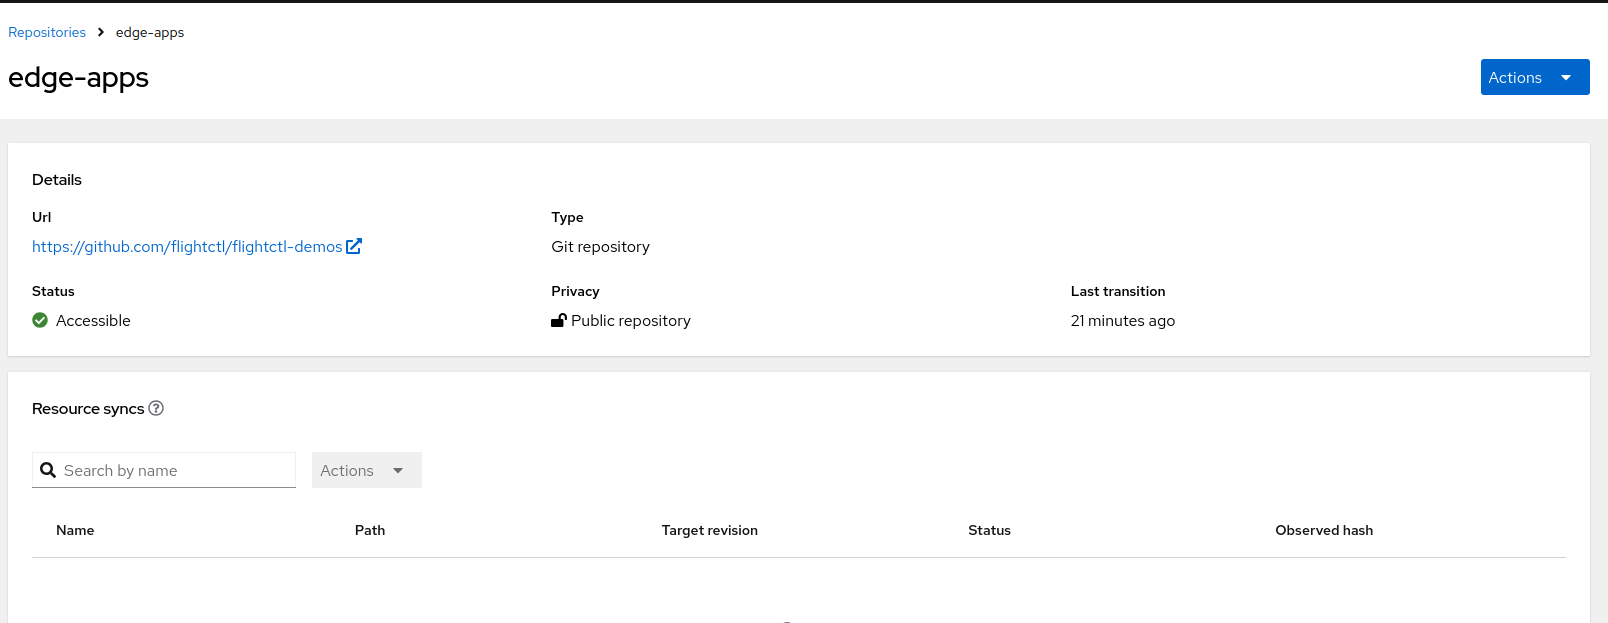 Repositories > edge-apps
edge-apps
Actions
Details
Url
Type
https://github.com/flightctl/flightctl-demos
Git repository
Status
Privacy
Last transition
Accessible
Public repository
21 minutes ago
Resource syncs
Search by name
Actions
Name Path Target revision Status Observed hash